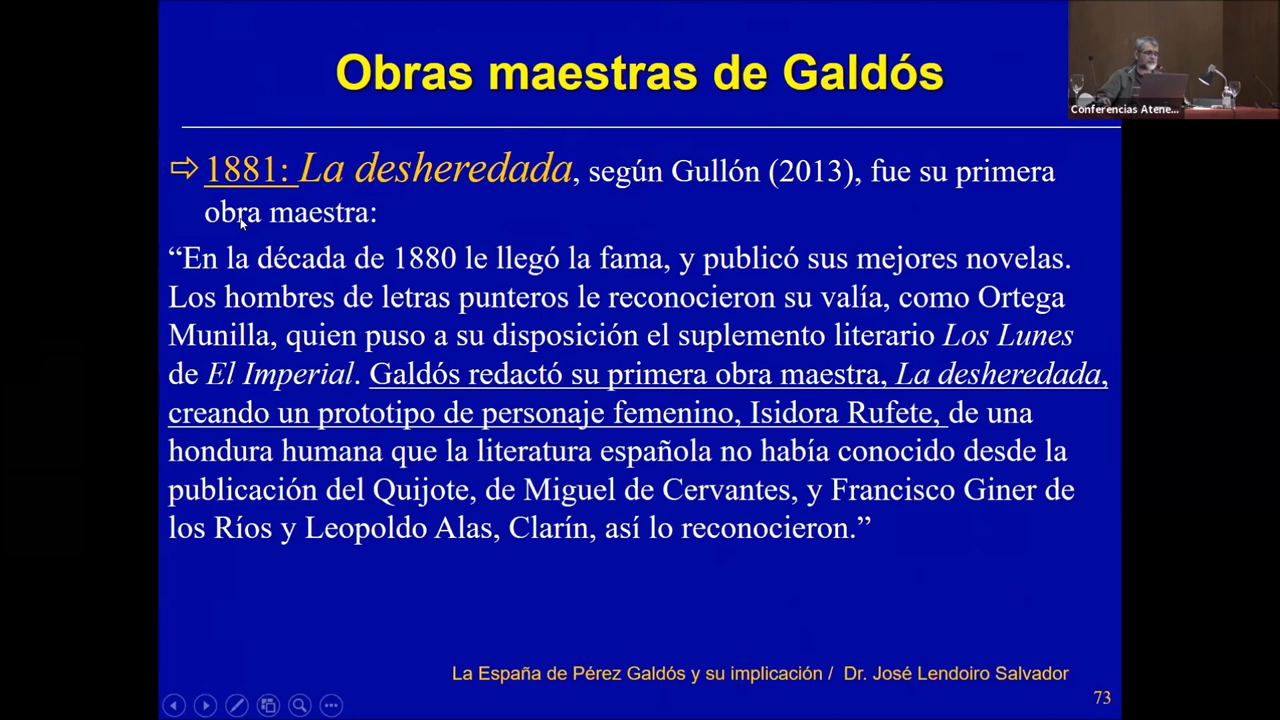 Obras maestras de Galdós
Conferencias Atene...
⇨ 1881: La desheredada, según Gullón (2013), fue su primera
obra maestra:
“En la década de 1880 le llegó la fama, y publicó sus mejores novelas.
Los hombres de letras punteros le reconocieron su valía, como Ortega
Munilla, quien puso a su disposición el suplemento literario Los Lunes
de El Imperial. Galdós redactó su primera obra maestra, La desheredada,
creando un prototipo de personaje femenino, Isidora Rufete, de una
hondura humana que la literatura española no había conocido desde la
publicación del Quijote, de Miguel de Cervantes, y Francisco Giner de
los Ríos y Leopoldo Alas, Clarín, así lo reconocieron.”
La España de Pérez Galdós y su implicación / Dr. José Lendoiro Salvador
73